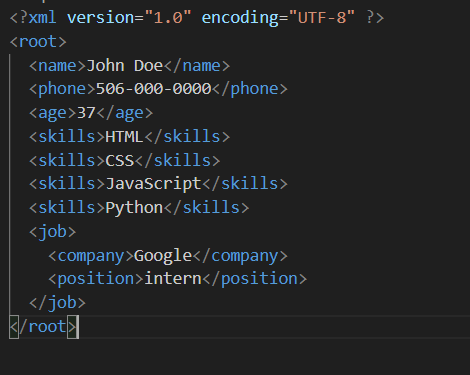 <?xml version="1.0" encoding="UTF-8" ?>
<root>
  <name>John Doe</name>
  <phone>506-000-0000</phone>
  <age>37</age>
  <skills>HTML</skills>
  <skills>CSS</skills>
  <skills>JavaScript</skills>
  <skills>Python</skills>
  <job>
    <company>Google</company>
    <position>intern</position>
  </job>
</root>